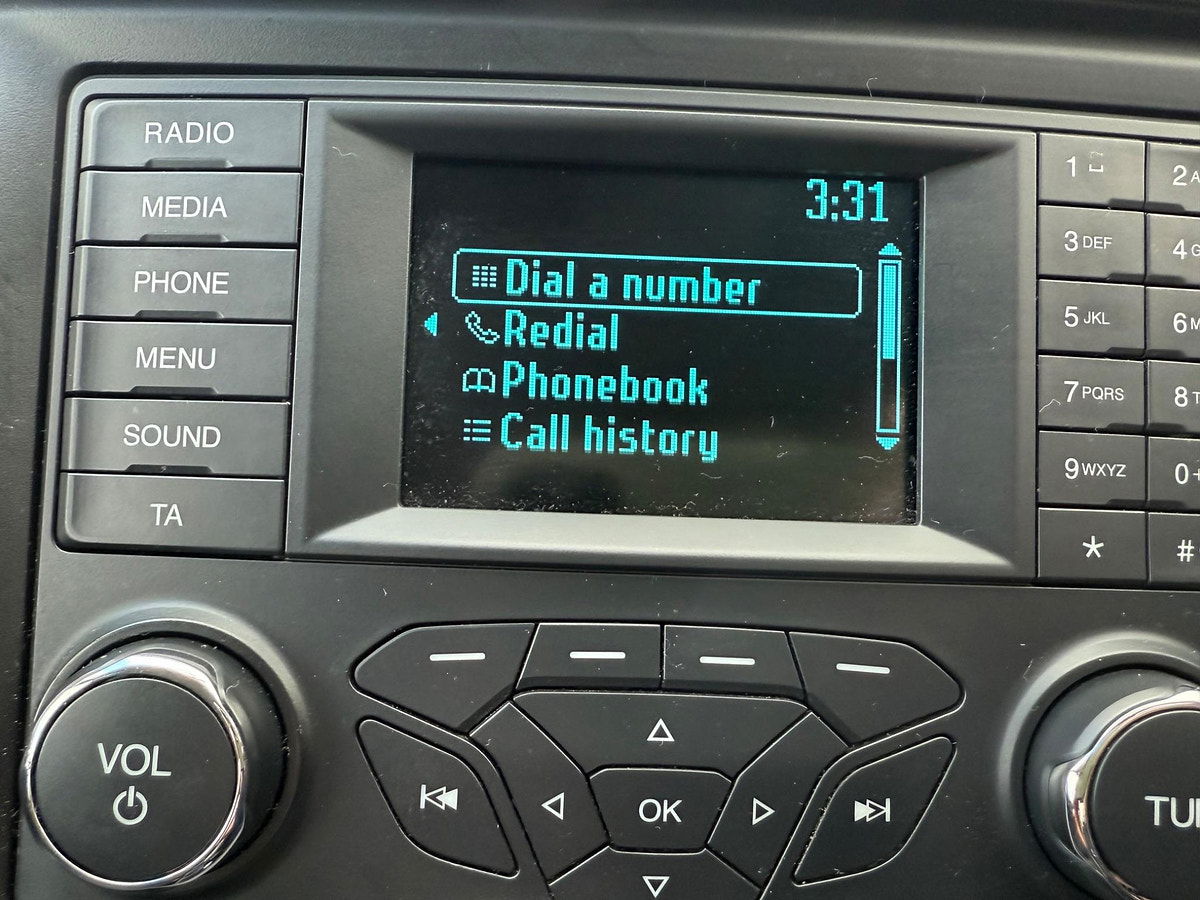 RADIO
MEDIA
PHONE
MENU
SOUND
TA
3:31
Dial a number
Redial
Phonebook
Call history
1
2 A
3 DEF
4 G
5 JKL
6 M
7 PQRS
8 T
9 WXYZ
0+
*
#
VOL
OK
TU